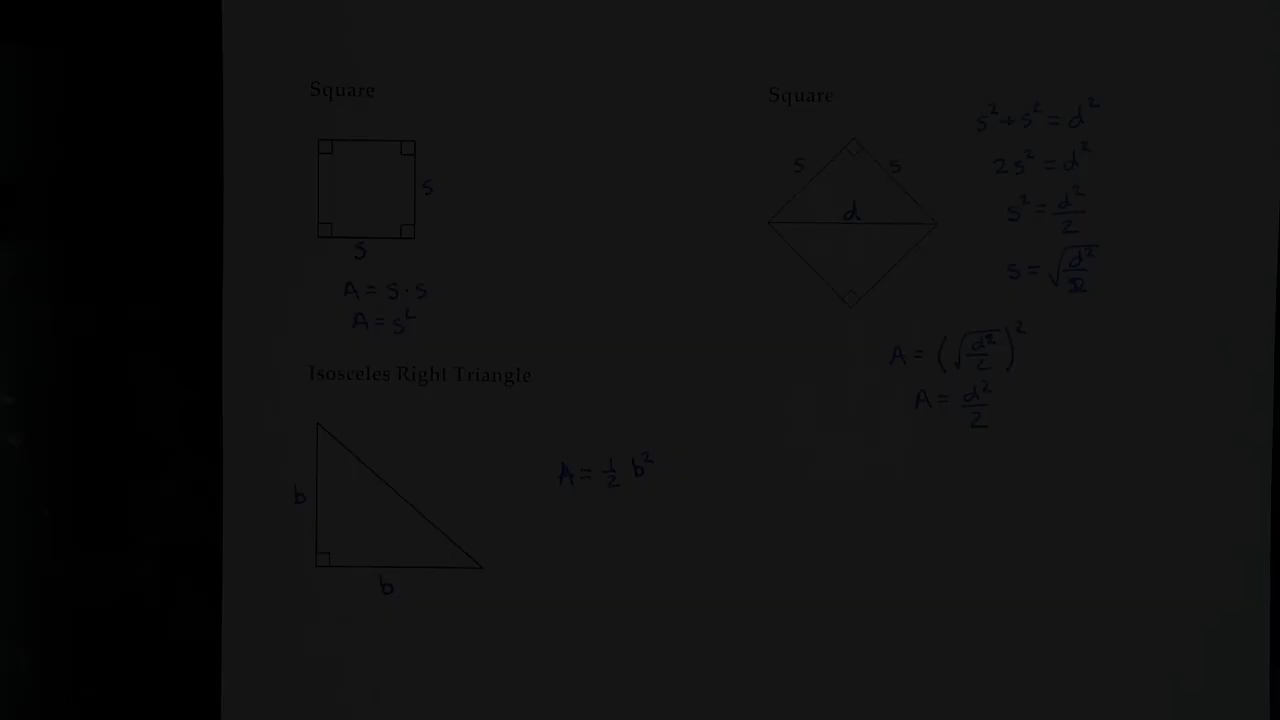 Square
s
s
A = s · s
A = s²
Isosceles Right Triangle
b
b
A = 1/2 b²
Square
s
s
d
s² + s² = d²
2s² = d²
s² = d²/2
s = √(d²/2)
A = (√(d²/2))²
A = d²/2